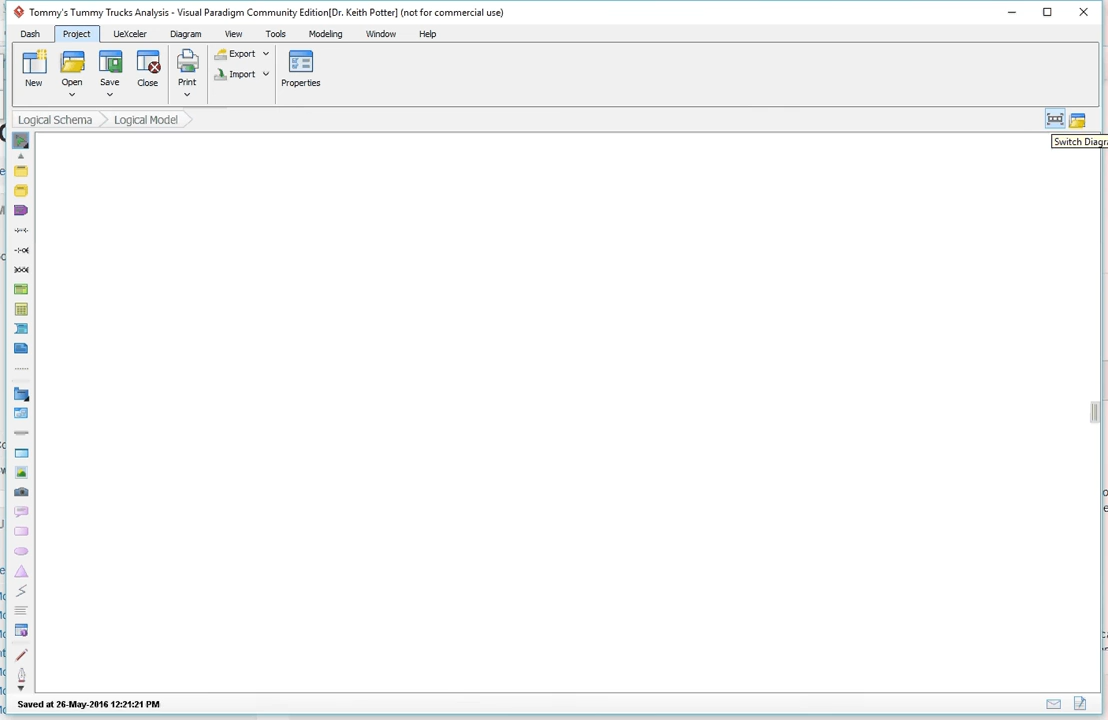 Tommy's Tummy Trucks Analysis - Visual Paradigm Community Edition[Dr. Keith Potter] (not for commercial use)
Dash Project UeXceler Diagram View Tools Modeling Window Help
New Open Save Close Print Export Import Properties
Logical Schema Logical Model
Switch Diagra
Saved at 26-May-2016 12:21:21 PM